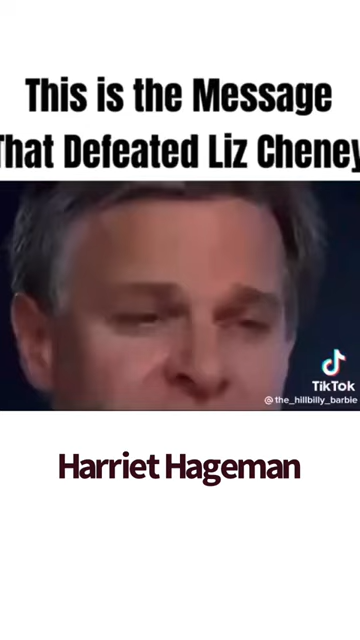 This is the Message
That Defeated Liz Cheney
TikTok
@the_hillbilly_barbie
Harriet Hageman